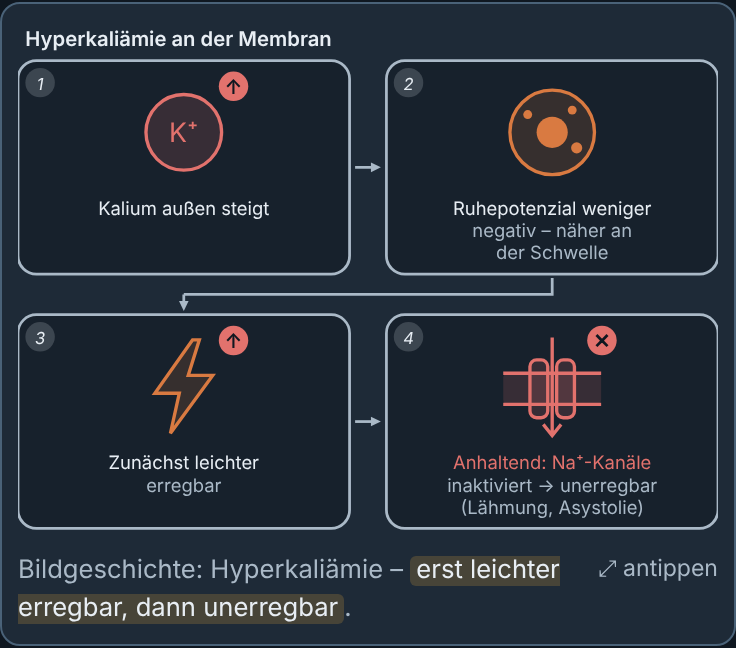 Hyperkaliämie an der Membran
1
K⁺
↑
Kalium außen steigt
2
Ruhepotenzial weniger
negativ – näher an
der Schwelle
3
↑
Zunächst leichter
erregbar
4
Anhaltend: Na⁺-Kanäle
inaktiviert → unerregbar
(Lähmung, Asystolie)
Bildgeschichte: Hyperkaliämie – erst leichter
erregbar, dann unerregbar.
⤢ antippen